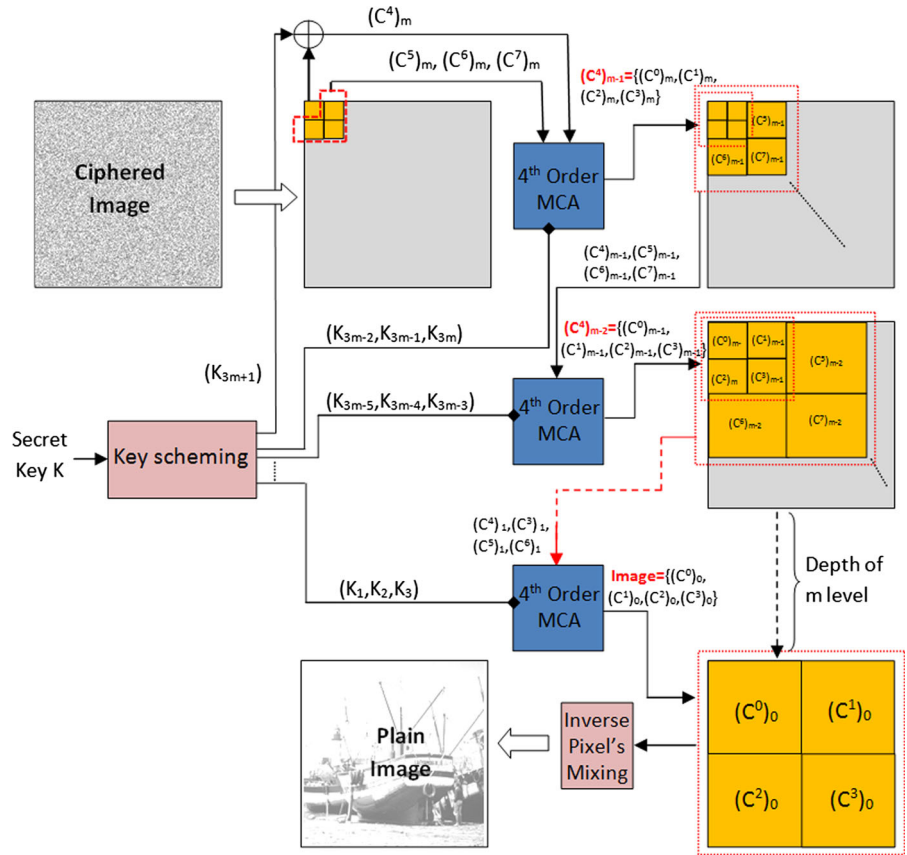 (C⁴)ₘ
(C⁵)ₘ, (C⁶)ₘ, (C⁷)ₘ
(C⁴)ₘ₋₁={(C⁰)ₘ,(C¹)ₘ,
(C²)ₘ,(C³)ₘ}
Ciphered
Image
4th Order
MCA
(C⁵)ₘ₋₁
(C⁶)ₘ₋₁
(C⁷)ₘ₋₁
(C⁴)ₘ₋₁,(C⁵)ₘ₋₁,
(C⁶)ₘ₋₁,(C⁷)ₘ₋₁
(K₃ₘ₊₁)
(K₃ₘ₋₂,K₃ₘ₋₁,K₃ₘ)
(C⁴)ₘ₋₂={(C⁰)ₘ₋₁,
(C¹)ₘ₋₁,(C²)ₘ₋₁,(C³)ₘ₋₁}
(C⁰)ₘ₋
(C¹)ₘ₋₁
(C⁵)ₘ₋₂
(C²)ₘ
(C³)ₘ₋₁
(C⁶)ₘ₋₂
(C⁷)ₘ₋₂
(K₃ₘ₋₅,K₃ₘ₋₄,K₃ₘ₋₃)
4th Order
MCA
Secret
Key K
Key scheming
(C⁴)₁,(C³)₁,
(C⁵)₁,(C⁶)₁
(K₁,K₂,K₃)
4th Order
MCA
Image={(C⁰)₀,
(C¹)₀,(C²)₀,(C³)₀}
Depth of
m level
Plain
Image
Inverse
Pixel's
Mixing
(C⁰)₀
(C¹)₀
(C²)₀
(C³)₀